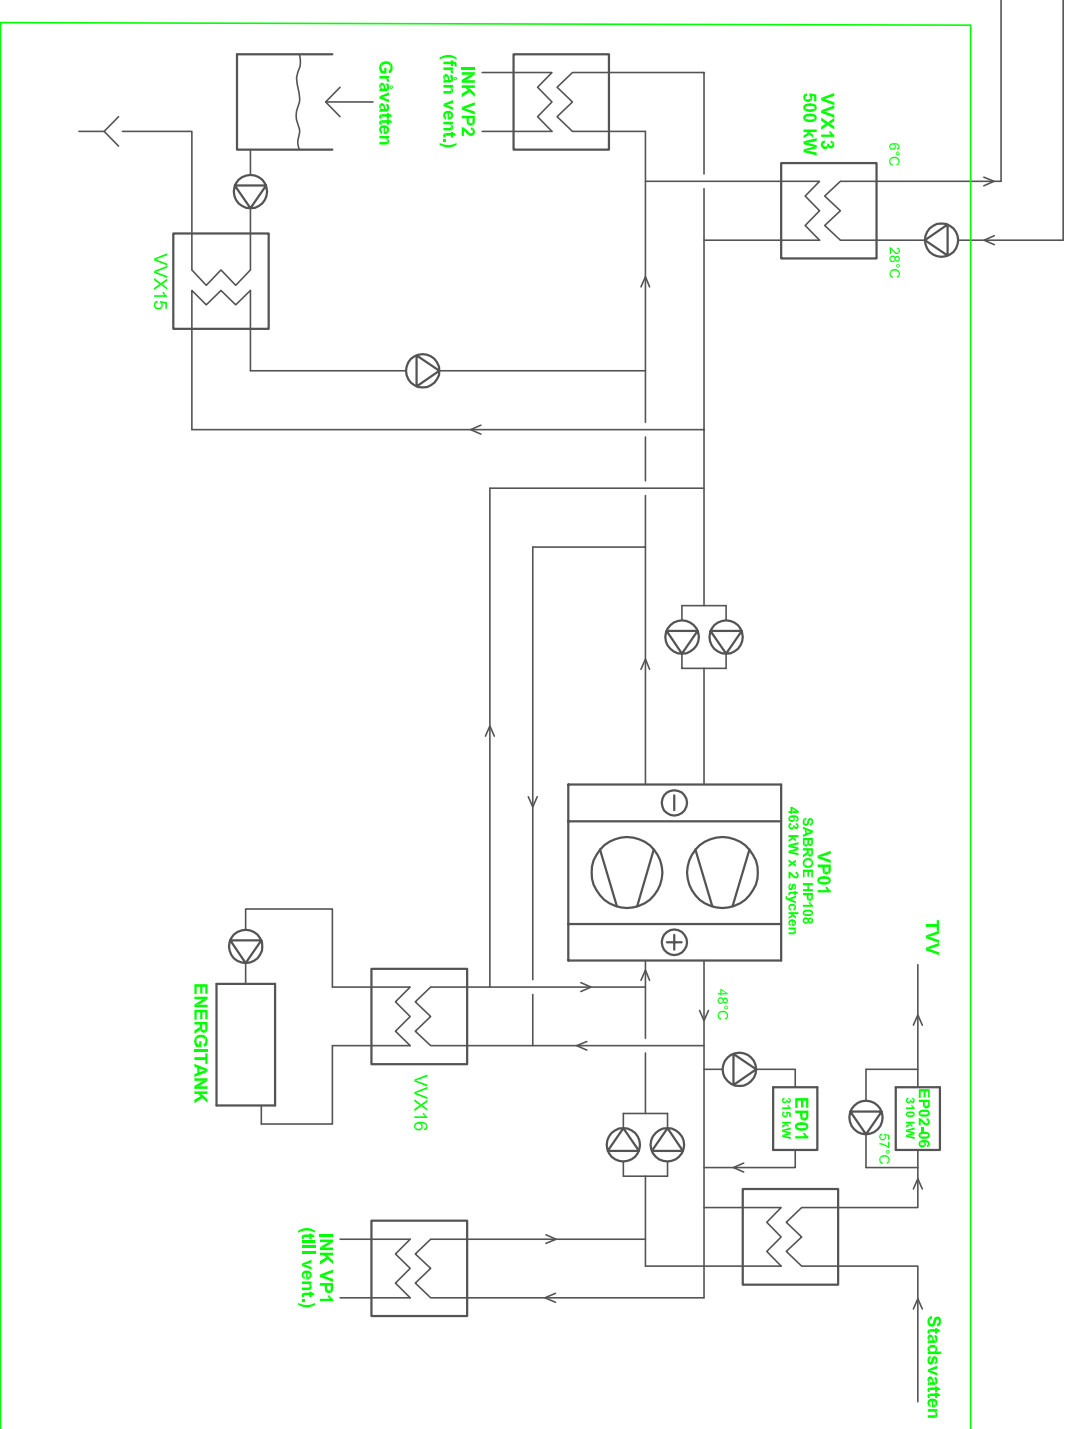 Gråvatten
INK VP2
(från vent.)
VVX13
500 kW
6°C
28°C
VVX15
VP01
SABROE HP108
463 kW x 2 stycken
TVV
48°C
ENERGITANK
VVX16
EP01
315 kW
EP02-06
310 kW
57°C
INK VP1
(till vent.)
Stadsvatten